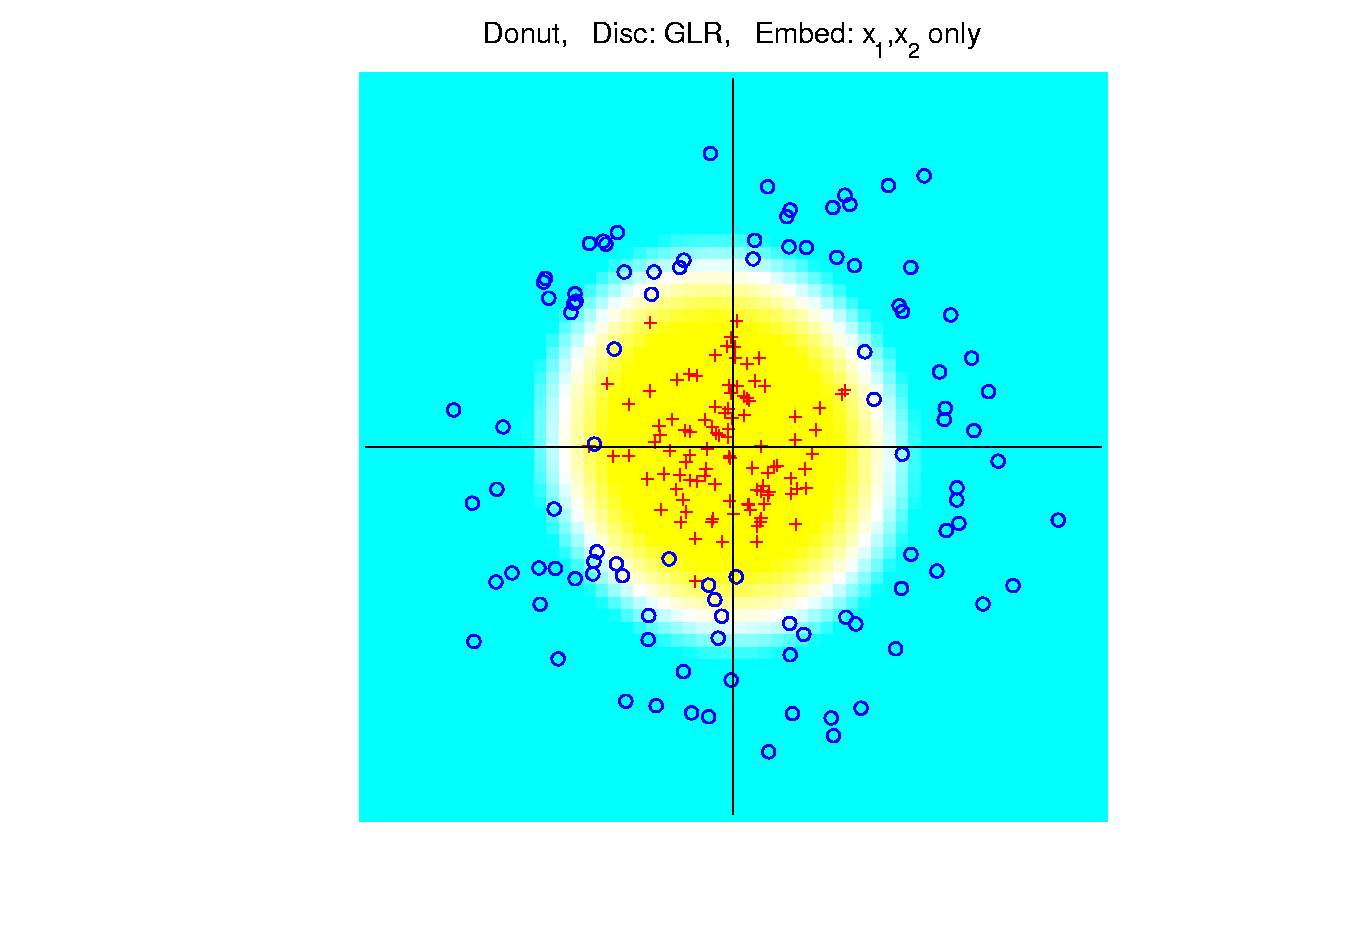 Donut,   Disc: GLR,   Embed: x₁,x₂ only